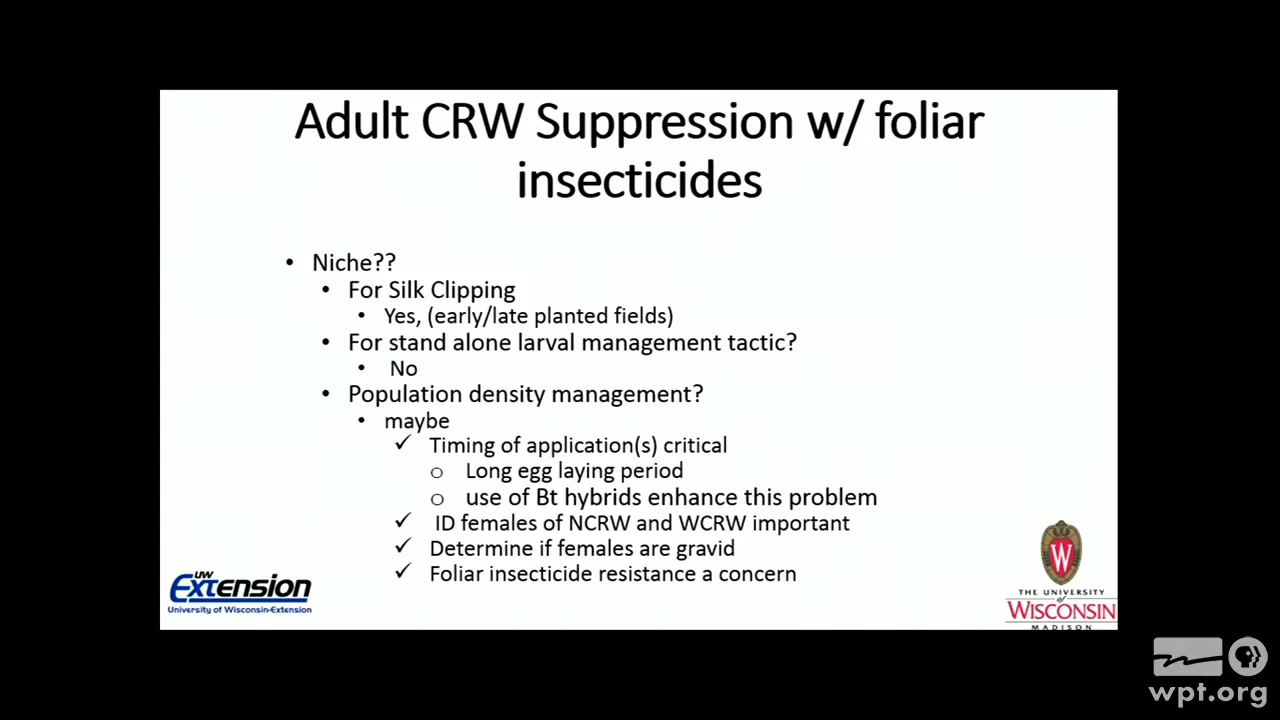 Adult CRW Suppression w/ foliar
insecticides
• Niche??
• For Silk Clipping
• Yes, (early/late planted fields)
• For stand alone larval management tactic?
• No
• Population density management?
• maybe
✓ Timing of application(s) critical
o Long egg laying period
o use of Bt hybrids enhance this problem
✓ ID females of NCRW and WCRW important
✓ Determine if females are gravid
✓ Foliar insecticide resistance a concern
UW
Extension
University of Wisconsin-Extension
W
THE UNIVERSITY
of
WISCONSIN
MADISON
wpt.org